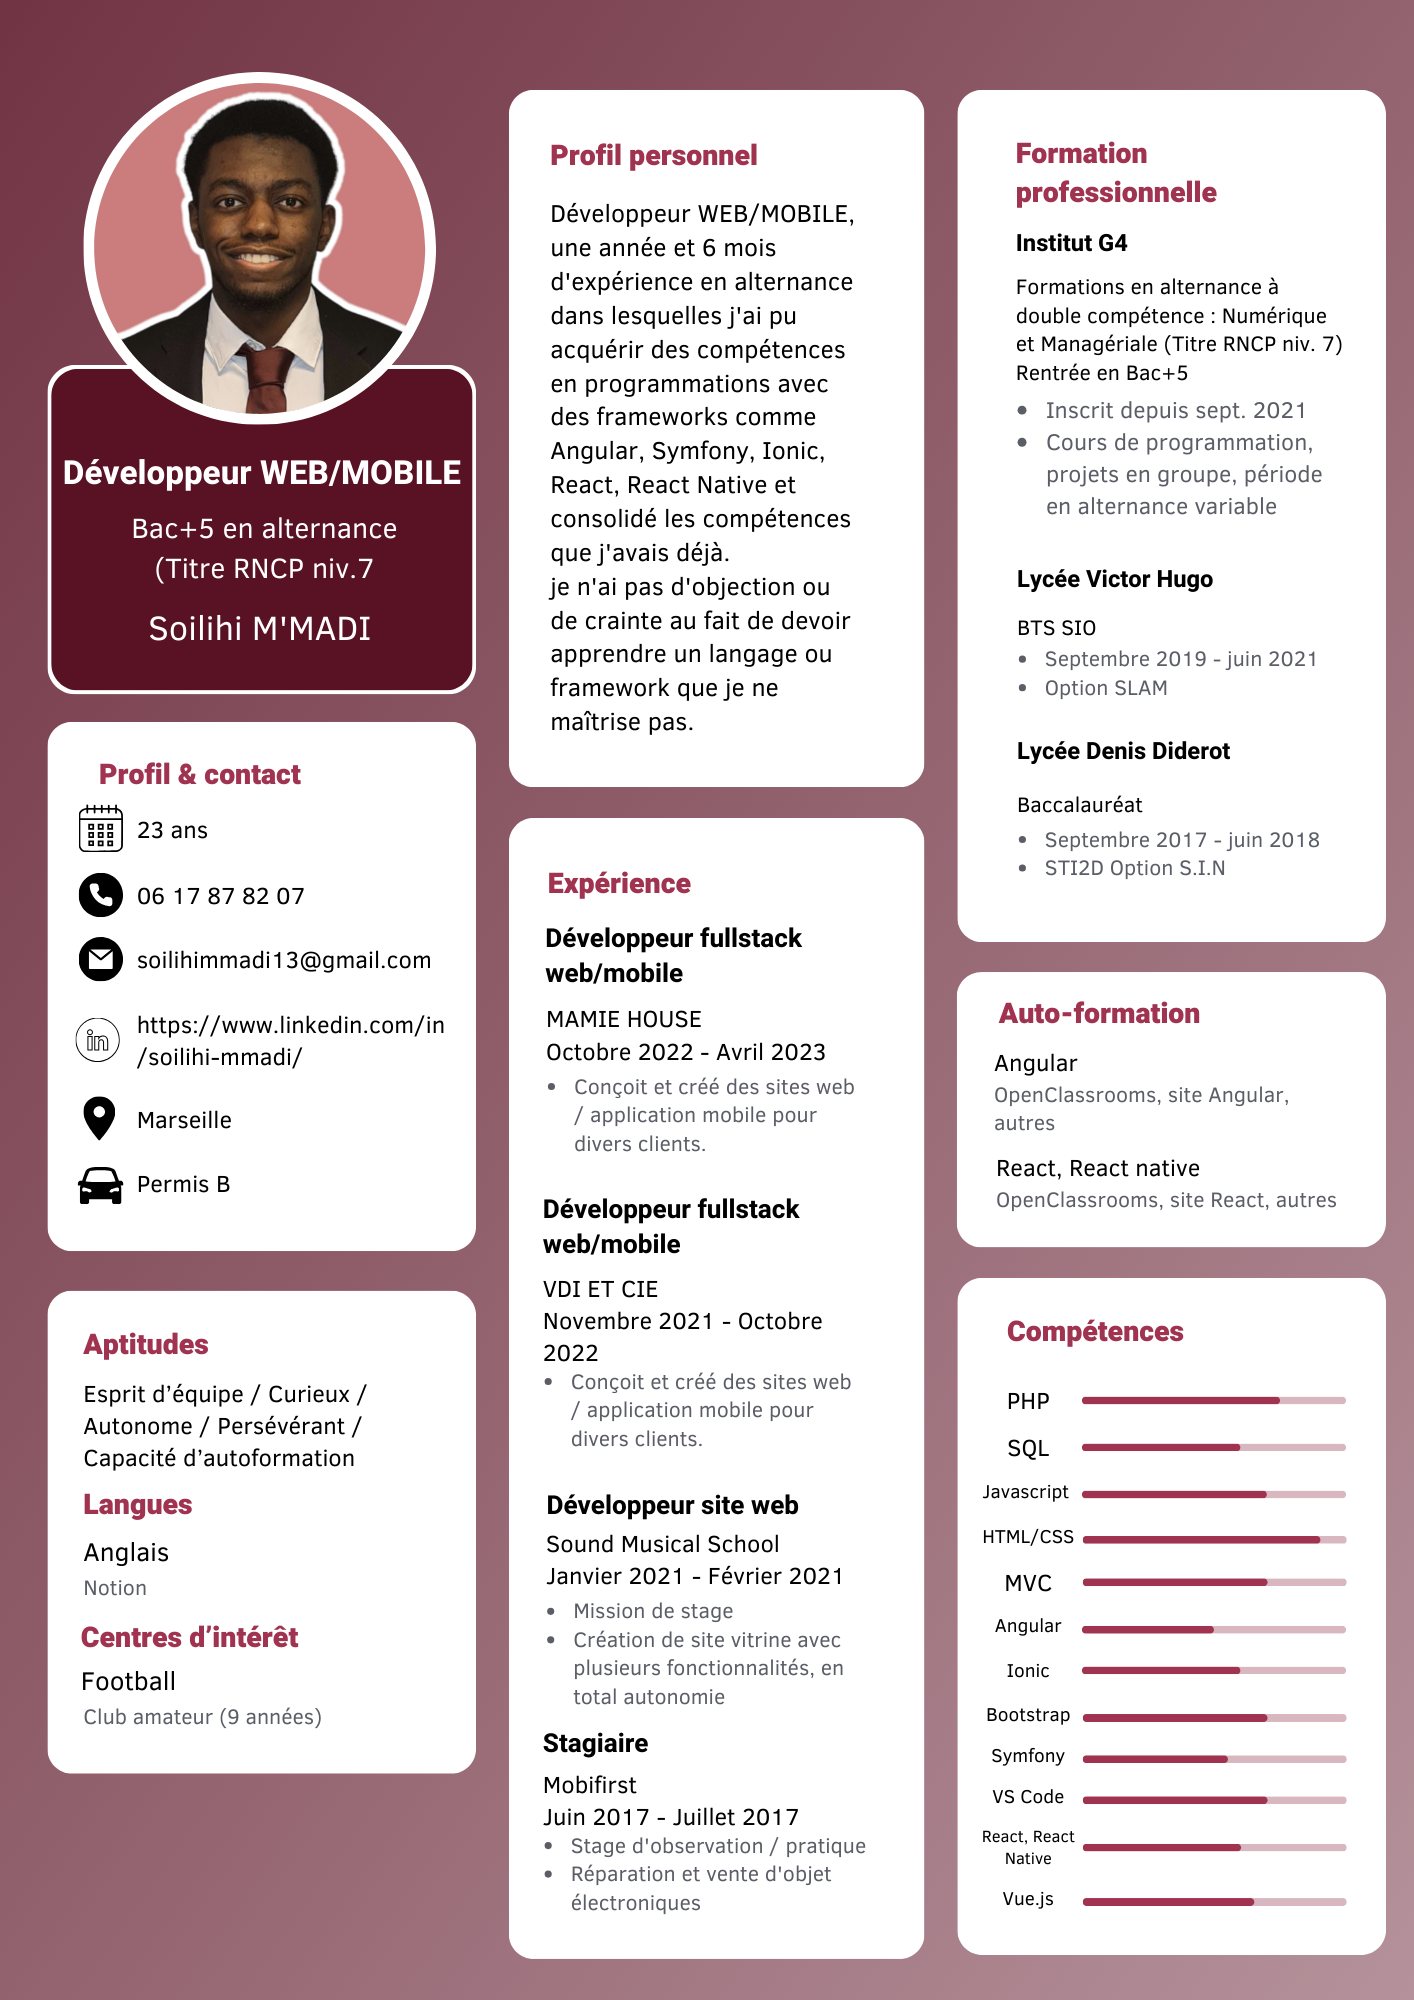 Développeur WEB/MOBILE
Bac+5 en alternance
(Titre RNCP niv.7
Soilihi M'MADI
Profil & contact
23 ans
06 17 87 82 07
soilihimmadi13@gmail.com
in
https://www.linkedin.com/in
/soilihi-mmadi/
Marseille
Permis B
Aptitudes
Esprit d’équipe / Curieux /
Autonome / Persévérant /
Capacité d’autoformation
Langues
Anglais
Notion
Centres d’intérêt
Football
Club amateur (9 années)
Profil personnel
Développeur WEB/MOBILE,
une année et 6 mois
d'expérience en alternance
dans lesquelles j'ai pu
acquérir des compétences
en programmations avec
des frameworks comme
Angular, Symfony, Ionic,
React, React Native et
consolidé les compétences
que j'avais déjà.
je n'ai pas d'objection ou
de crainte au fait de devoir
apprendre un langage ou
framework que je ne
maîtrise pas.
Expérience
Développeur fullstack
web/mobile
MAMIE HOUSE
Octobre 2022 - Avril 2023
• Conçoit et créé des sites web
/ application mobile pour
divers clients.
Développeur fullstack
web/mobile
VDI ET CIE
Novembre 2021 - Octobre
2022
• Conçoit et créé des sites web
/ application mobile pour
divers clients.
Développeur site web
Sound Musical School
Janvier 2021 - Février 2021
• Mission de stage
• Création de site vitrine avec
plusieurs fonctionnalités, en
total autonomie
Stagiaire
Mobifirst
Juin 2017 - Juillet 2017
• Stage d'observation / pratique
• Réparation et vente d'objet
électroniques
Formation
professionnelle
Institut G4
Formations en alternance à
double compétence : Numérique
et Managériale (Titre RNCP niv. 7)
Rentrée en Bac+5
• Inscrit depuis sept. 2021
• Cours de programmation,
projets en groupe, période
en alternance variable
Lycée Victor Hugo
BTS SIO
• Septembre 2019 - juin 2021
• Option SLAM
Lycée Denis Diderot
Baccalauréat
• Septembre 2017 - juin 2018
• STI2D Option S.I.N
Auto-formation
Angular
OpenClassrooms, site Angular,
autres
React, React native
OpenClassrooms, site React, autres
Compétences
PHP
SQL
Javascript
HTML/CSS
MVC
Angular
Ionic
Bootstrap
Symfony
VS Code
React, React
Native
Vue.js